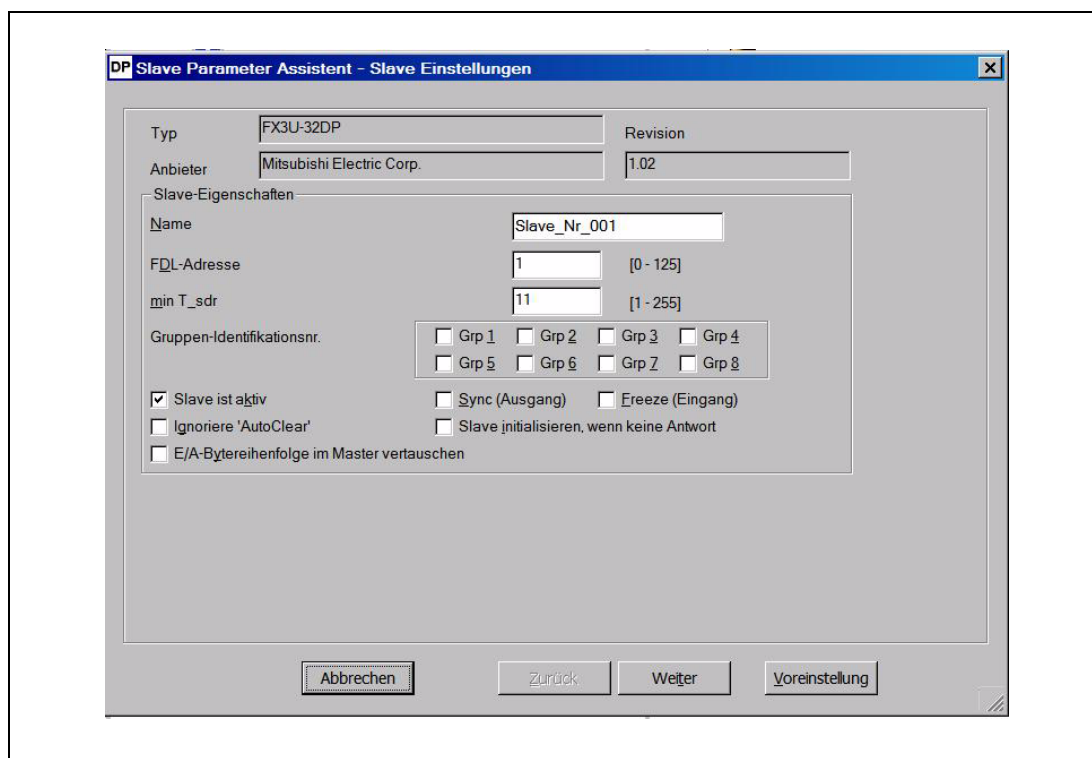 DP Slave Parameter Assistent - Slave Einstellungen
Typ FX3U-32DP Revision
Anbieter Mitsubishi Electric Corp. 1.02
Slave-Eigenschaften
Name Slave_Nr_001
FDL-Adresse 1 [0 - 125]
min T_sdr 11 [1 - 255]
Gruppen-Identifikationsnr. Grp 1 Grp 2 Grp 3 Grp 4
Grp 5 Grp 6 Grp 7 Grp 8
Slave ist aktiv Sync (Ausgang) Freeze (Eingang)
Ignoriere 'AutoClear' Slave initialisieren, wenn keine Antwort
E/A-Bytereihenfolge im Master vertauschen
Abbrechen Zurück Weiter Voreinstellung